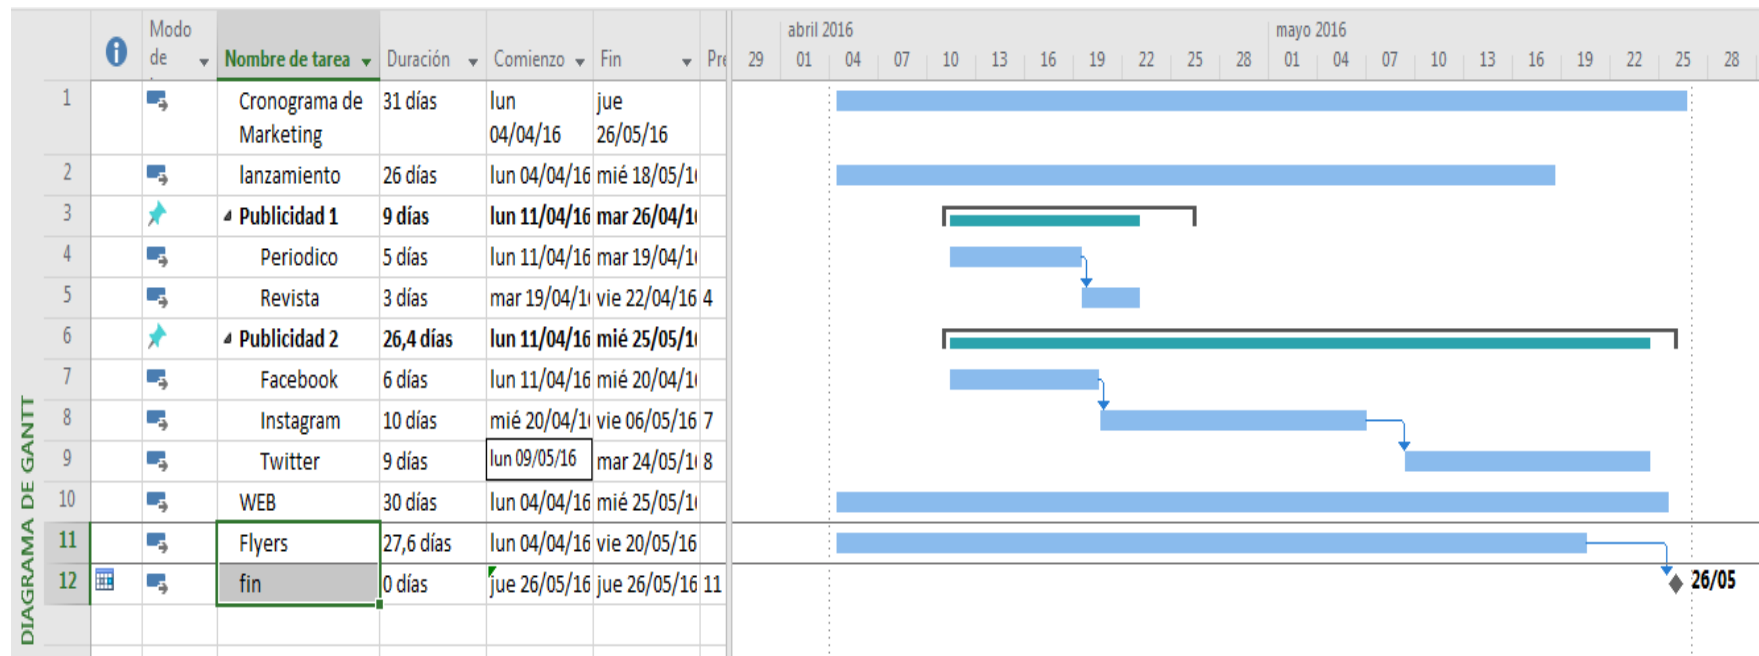 abril 2016 mayo 2016
Modo
de Nombre de tarea Duración Comienzo Fin Pre 29 01 04 07 10 13 16 19 22 25 28 01 04 07 10 13 16 19 22 25 28
1 Cronograma de 31 días lun jue
Marketing 04/04/16 26/05/16
2 lanzamiento 26 días lun 04/04/16 mié 18/05/1
3 Publicidad 1 9 días lun 11/04/16 mar 26/04/1
4 Periodico 5 días lun 11/04/16 mar 19/04/1
5 Revista 3 días mar 19/04/1 vie 22/04/16 4
6 Publicidad 2 26,4 días lun 11/04/16 mié 25/05/1
7 Facebook 6 días lun 11/04/16 mié 20/04/1
8 Instagram 10 días mié 20/04/1 vie 06/05/16 7
9 Twitter 9 días lun 09/05/16 mar 24/05/1 8
10 WEB 30 días lun 04/04/16 mié 25/05/1
11 Flyers 27,6 días lun 04/04/16 vie 20/05/16
12 fin 0 días jue 26/05/16 jue 26/05/16 11 26/05
DIAGRAMA DE GANTT